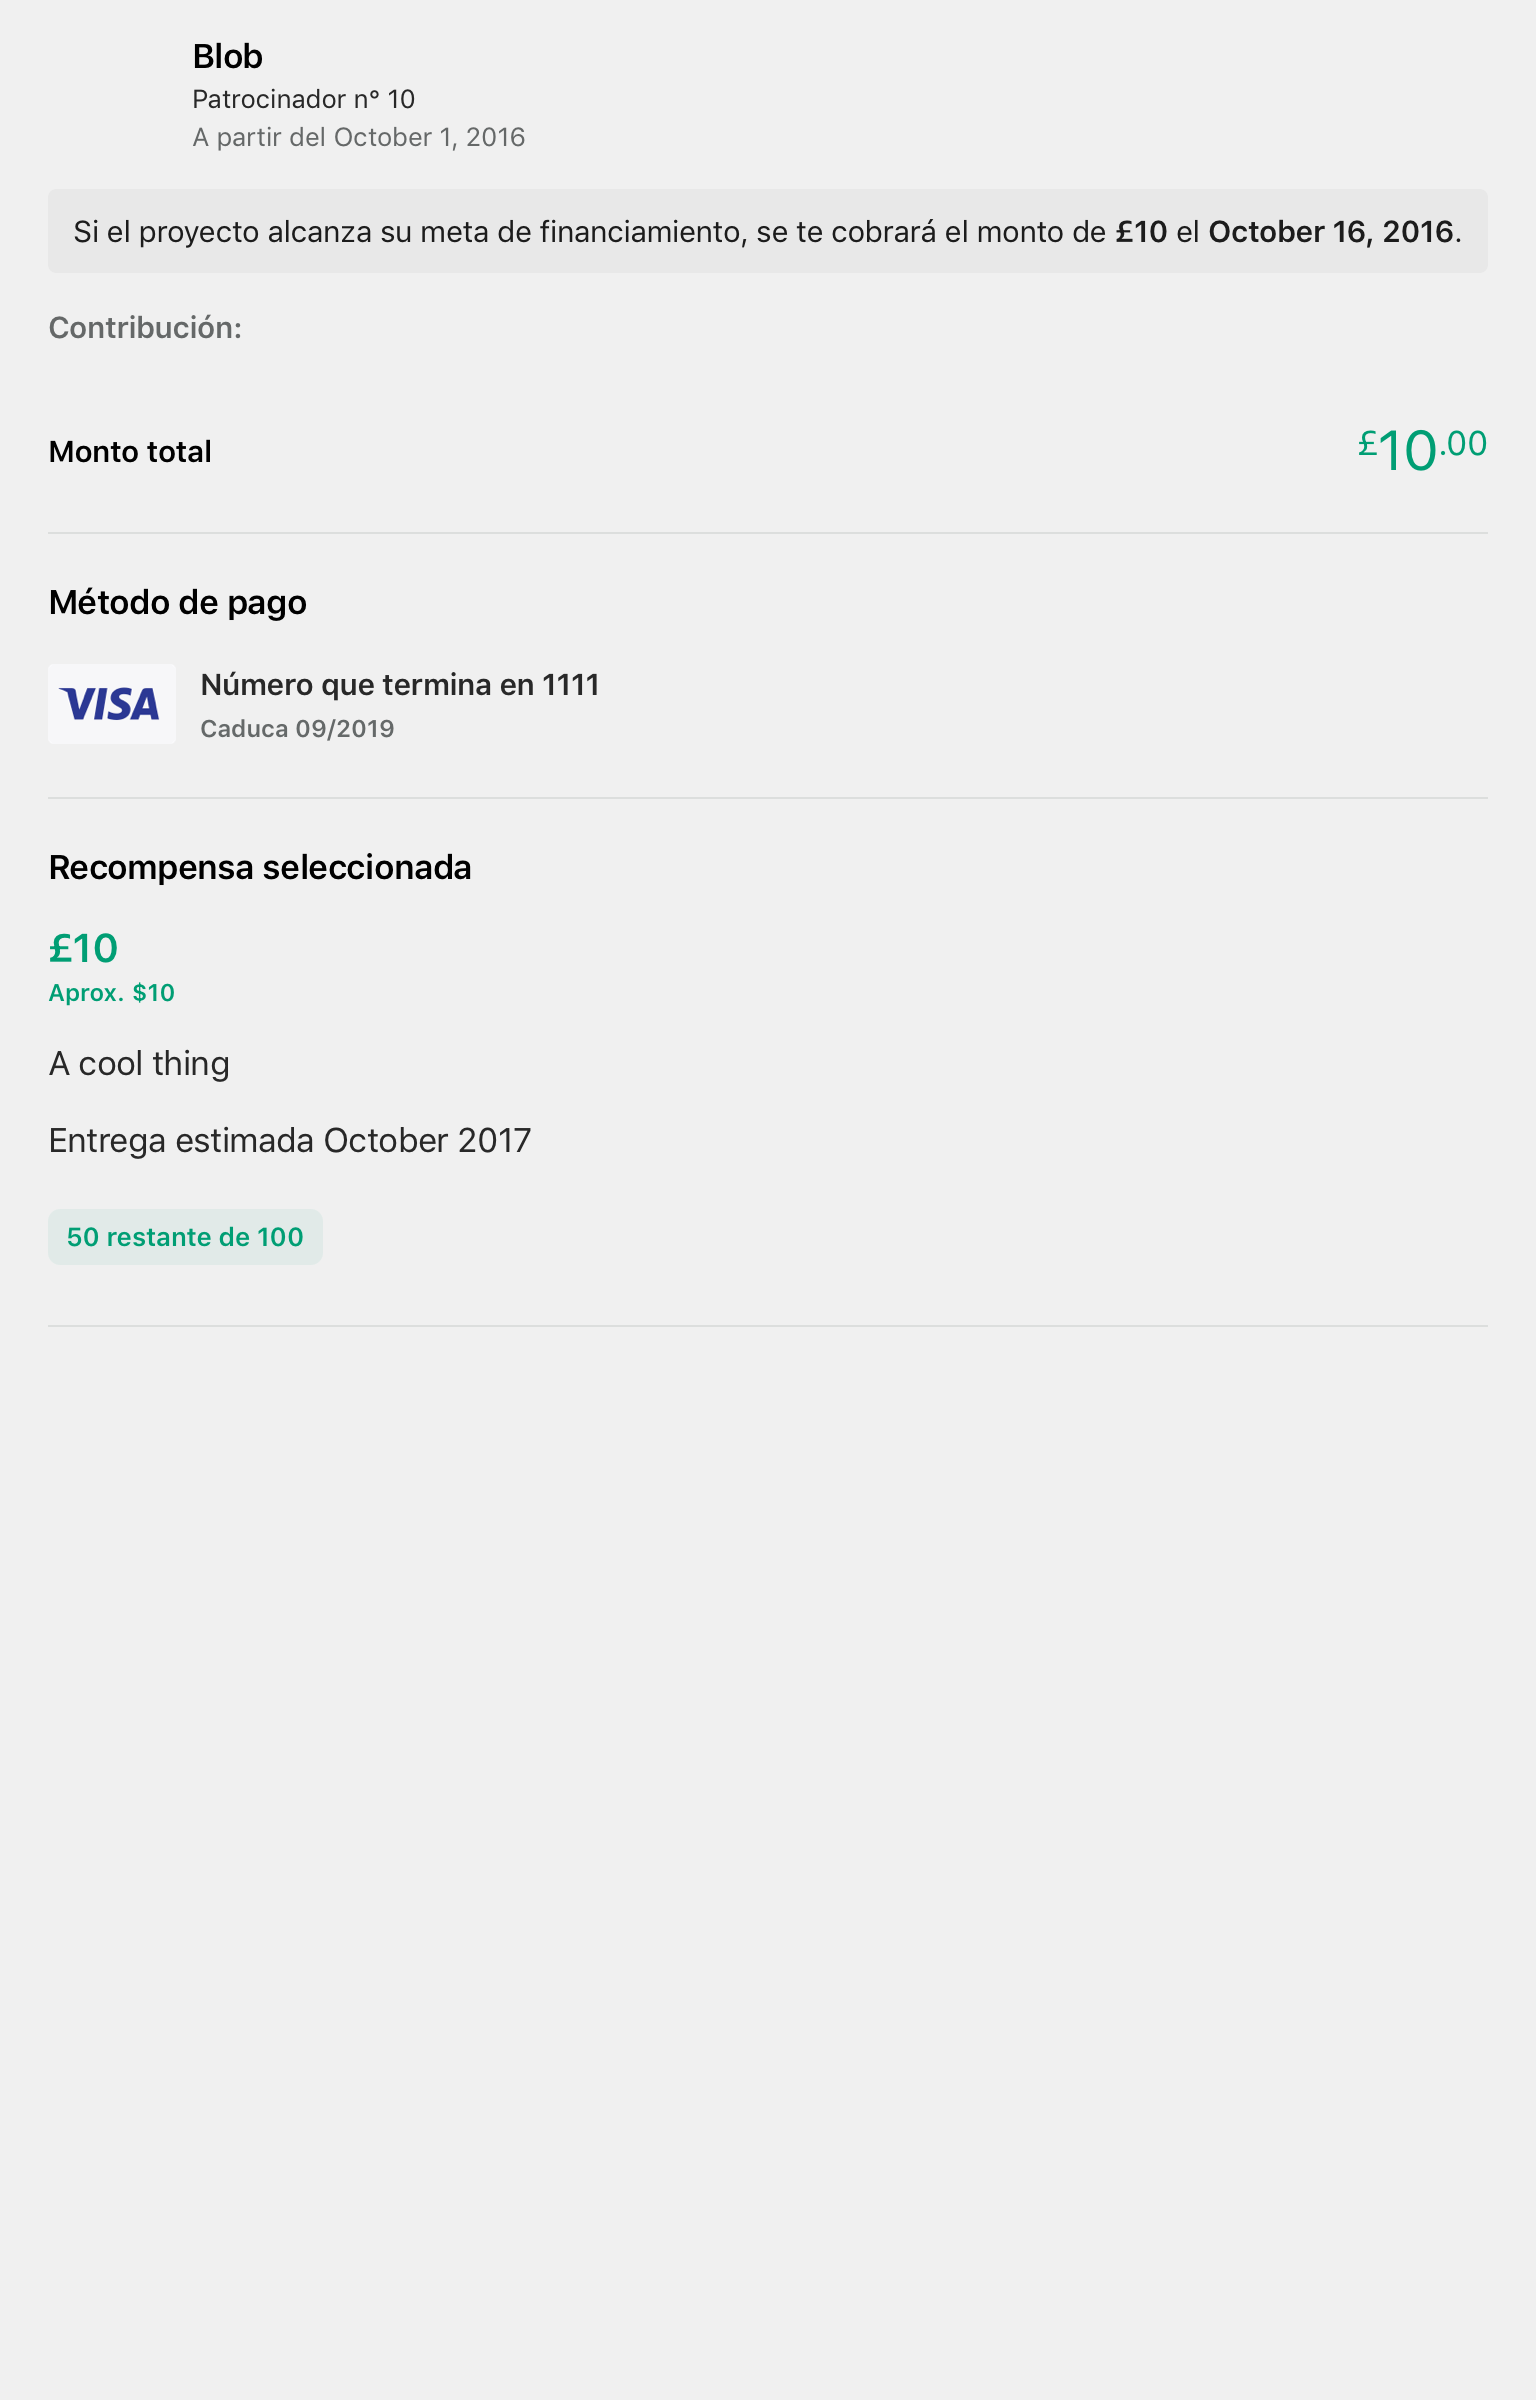 Blob
Patrocinador nº 10
A partir del October 1, 2016
Si el proyecto alcanza su meta de financiamiento, se te cobrará el monto de £10 el October 16, 2016.
Contribución:
Monto total
£10.00
Método de pago
VISA
Número que termina en 1111
Caduca 09/2019
Recompensa seleccionada
£10
Aprox. $10
A cool thing
Entrega estimada October 2017
50 restante de 100